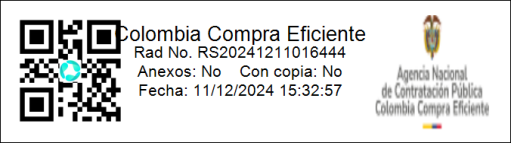 Colombia Compra Eficiente
Rad No. RS20241211016444
Anexos: No Con copia: No
Fecha: 11/12/2024 15:32:57
Agencia Nacional
de Contratación Pública
Colombia Compra Eficiente